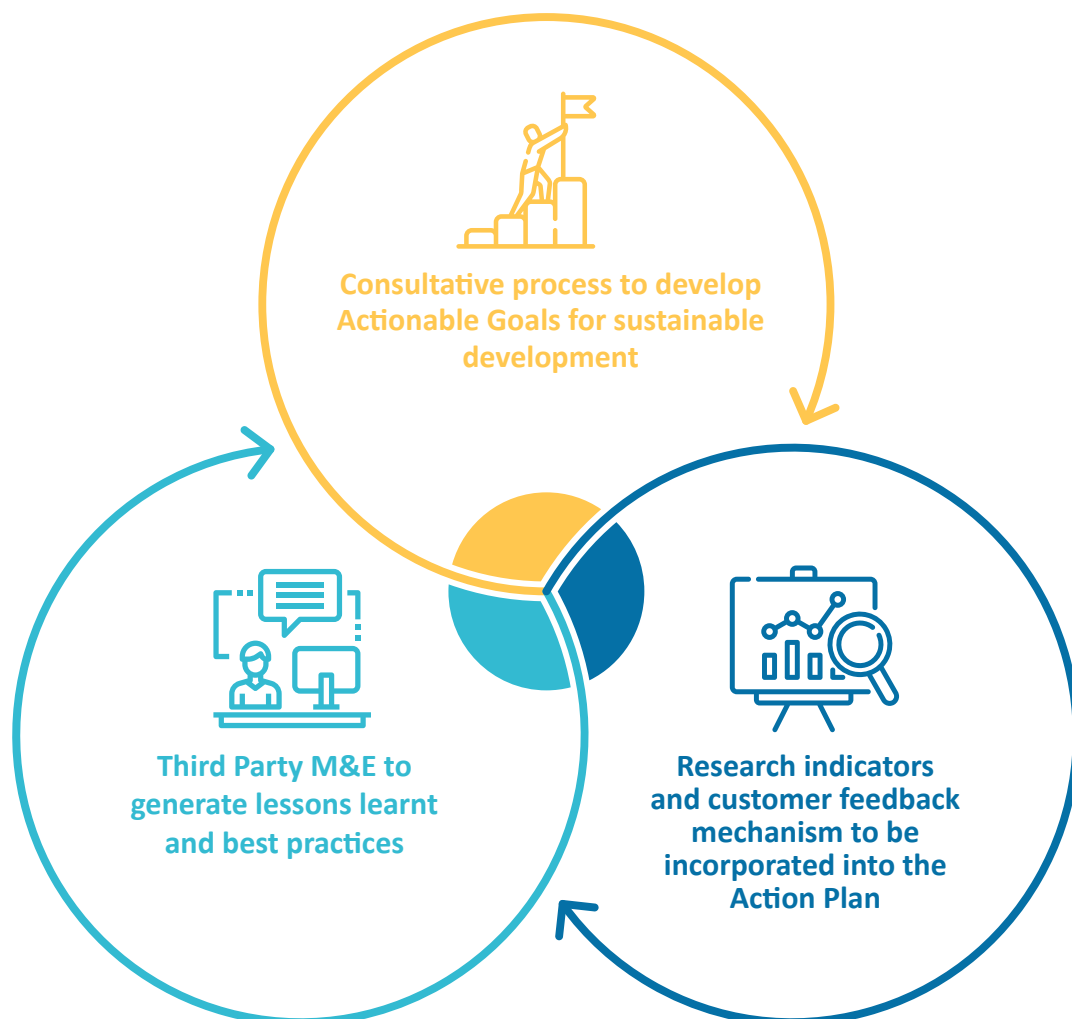 Consultative process to develop
Actionable Goals for sustainable
development
Third Party M&E to
generate lessons learnt
and best practices
Research indicators
and customer feedback
mechanism to be
incorporated into the
Action Plan